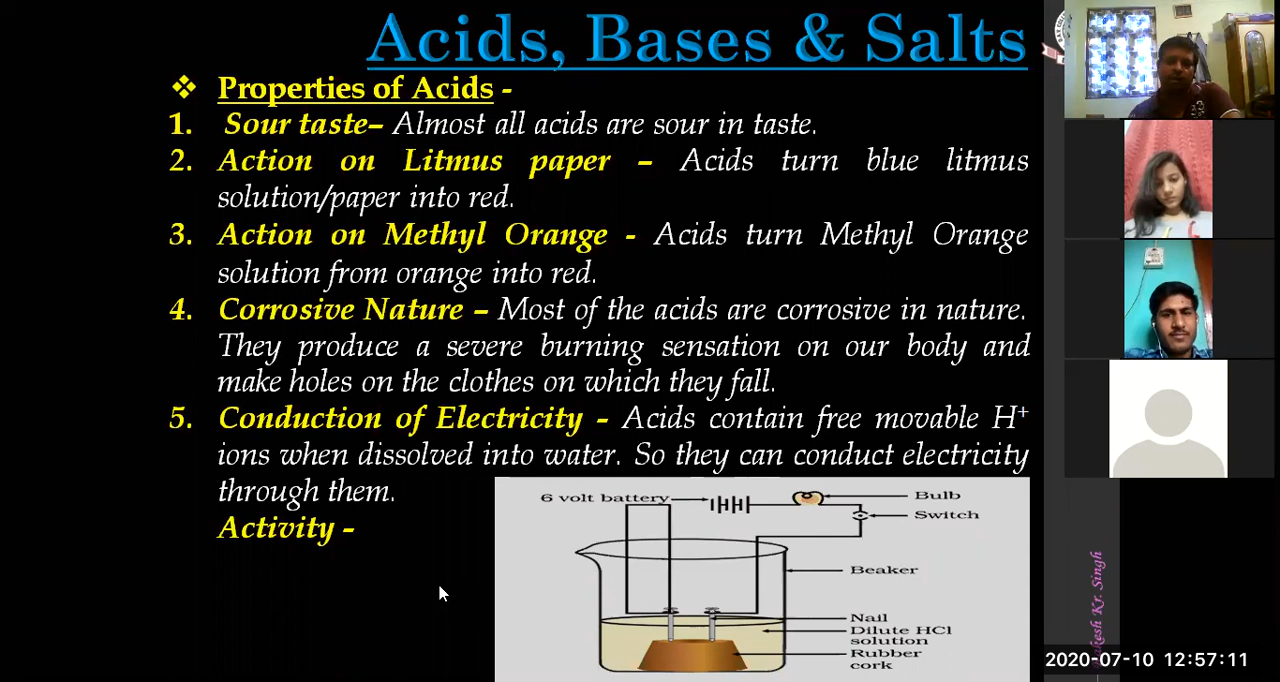 Acids, Bases & Salts
❖ Properties of Acids -
1. Sour taste– Almost all acids are sour in taste.
2. Action on Litmus paper – Acids turn blue litmus
solution/paper into red.
3. Action on Methyl Orange - Acids turn Methyl Orange
solution from orange into red.
4. Corrosive Nature – Most of the acids are corrosive in nature.
They produce a severe burning sensation on our body and
make holes on the clothes on which they fall.
5. Conduction of Electricity - Acids contain free movable H⁺
ions when dissolved into water. So they can conduct electricity
through them.
Activity -
6 volt battery
Bulb
Switch
Beaker
Nail
Dilute HCl
solution
Rubber
cork
Kr. Singh
2020-07-10 12:57:11